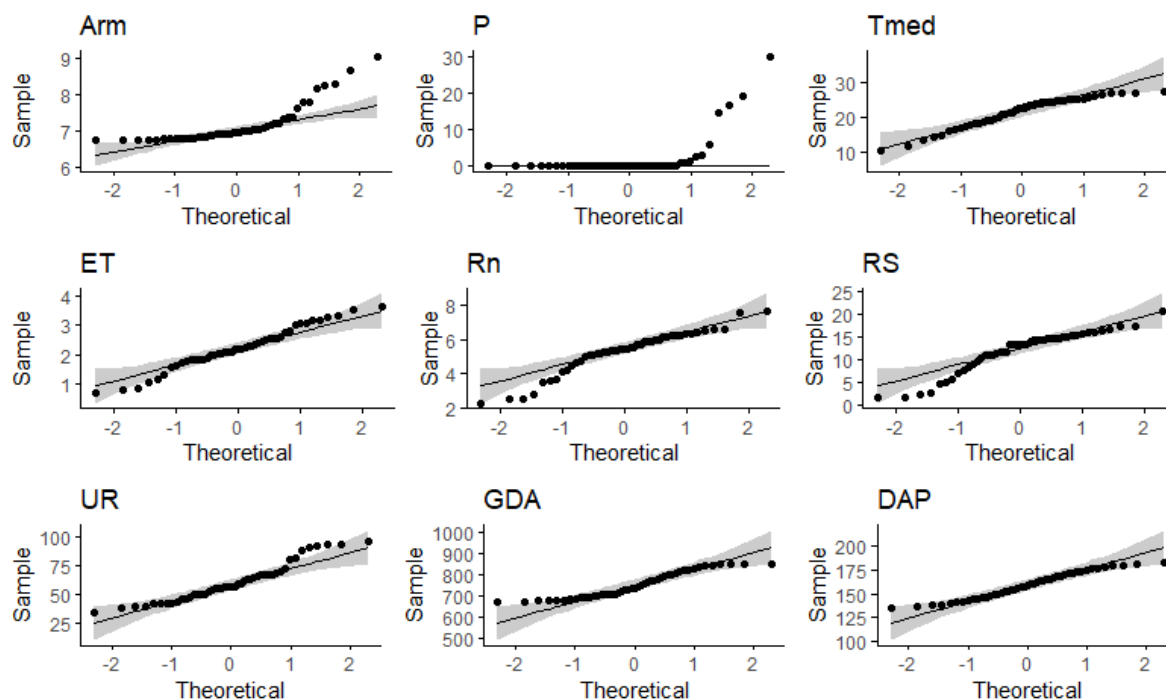 Arm
P
Tmed
Sample
9
8
7
6
Sample
30
20
10
0
Sample
30
20
10
-2 -1 0 1 2
-2 -1 0 1 2
-2 -1 0 1 2
Theoretical
Theoretical
Theoretical
ET
Rn
RS
Sample
4
3
2
1
Sample
8
6
4
2
Sample
25
20
15
10
5
0
-2 -1 0 1 2
-2 -1 0 1 2
-2 -1 0 1 2
Theoretical
Theoretical
Theoretical
UR
GDA
DAP
Sample
100
75
50
25
Sample
1000
900
800
700
600
500
Sample
200
175
150
125
100
-2 -1 0 1 2
-2 -1 0 1 2
-2 -1 0 1 2
Theoretical
Theoretical
Theoretical